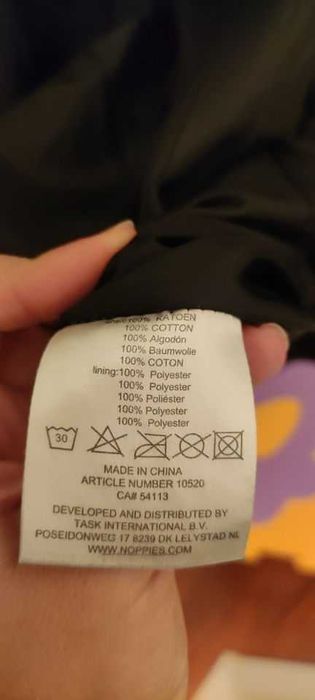 100% KATOEN
100% COTTON
100% Algodón
100% Baumwolle
100% COTON
lining:100% Polyester
100% Polyester
100% Poliéster
100% Polyester
100% Polyester
30
MADE IN CHINA
ARTICLE NUMBER 10520
CA# 54113
DEVELOPED AND DISTRIBUTED BY
TASK INTERNATIONAL B.V.
POSEIDONWEG 17 8239 DK LELYSTAD NL
WWW.NOPPIES.COM